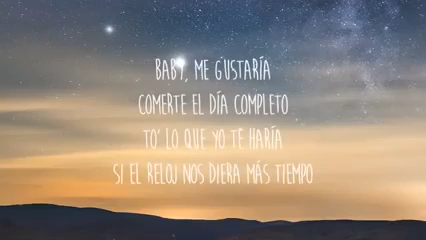 BABY, ME GUSTARÍA
COMERTE EL DÍA COMPLETO
TO' LO QUE YO TE HARÍA
SI EL RELOJ NOS DIERA MÁS TIEMPO